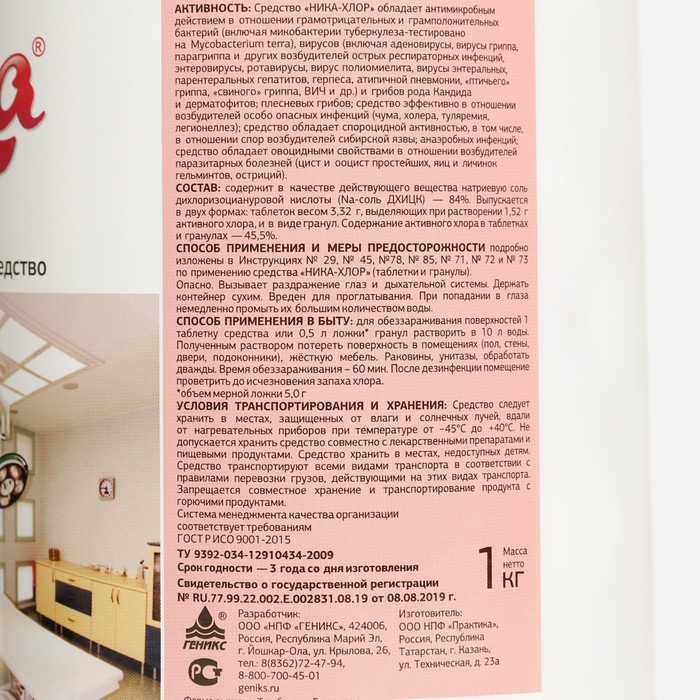 АКТИВНОСТЬ: Средство «НИКА-ХЛОР» обладает антимикробным
действием в отношении грамотрицательных и грамположительных
бактерий (включая микобактерии туберкулеза-тестировано
на Mycobacterium terra), вирусов (включая аденовирусы, вирусы гриппа,
парагриппа и других возбудителей острых респираторных инфекций,
энтеровирусы, ротавирусы, вирус полиомиелита, вирусы энтеральных,
парентеральных гепатитов, герпеса, атипичной пневмонии, «птичьего»
гриппа, «свиного» гриппа, ВИЧ и др.) и грибов рода Кандида
и дерматофитов; плесневых грибов; средство эффективно в отношении
возбудителей особо опасных инфекций (чума, холера, туляремия,
легионеллез); средство обладает спороцидной активностью, в том числе,
в отношении спор возбудителей сибирской язвы; анаэробных инфекций;
средство обладает овоцидными свойствами в отношении возбудителей
паразитарных болезней (цист и ооцист простейших, яиц и личинок
гельминтов, остриций).
СОСТАВ: содержит в качестве действующего вещества натриевую соль
дихлоризоциануровой кислоты (Na-соль ДХИЦК) — 84%. Выпускается
в двух формах: таблеток весом 3,32 г, выделяющих при растворении 1,52 г
активного хлора, и в виде гранул. Содержание активного хлора в таблетках
и гранулах — 45,5%.
СПОСОБ ПРИМЕНЕНИЯ И МЕРЫ ПРЕДОСТОРОЖНОСТИ подробно
изложены в Инструкциях № 29, № 45, №78, № 85, № 71, № 72 и № 73
по применению средства «НИКА-ХЛОР» (таблетки и гранулы).
Опасно. Вызывает раздражение глаз и дыхательной системы. Держать
контейнер сухим. Вреден для проглатывания. При попадании в глаза
немедленно промыть их большим количеством воды.
СПОСОБ ПРИМЕНЕНИЯ В БЫТУ: для обеззараживания поверхностей 1
таблетку средства или 0,5 л ложки* гранул растворить в 10 л воды.
Полученным раствором потереть поверхность в помещениях (пол, стены,
двери, подоконники), жёсткую мебель. Раковины, унитазы, обработать
дважды. Время обеззараживания – 60 мин. После дезинфекции помещение
проветрить до исчезновения запаха хлора.
*объем мерной ложки 5,0 г
УСЛОВИЯ ТРАНСПОРТИРОВАНИЯ И ХРАНЕНИЯ: Средство следует
хранить в местах, защищенных от влаги и солнечных лучей, вдали
от нагревательных приборов при температуре от −45°С до +40°С. Не
допускается хранить средство совместно с лекарственными препаратами и
пищевыми продуктами. Средство хранить в местах, недоступных детям.
Средство транспортируют всеми видами транспорта в соответствии с
правилами перевозки грузов, действующими на этих видах транспорта.
Запрещается совместное хранение и транспортирование продукта с
горючими продуктами.
Система менеджмента качества организации
соответствует требованиям
ГОСТ Р ИСО 9001-2015
ТУ 9392-034-12910434-2009
Срок годности — 3 года со дня изготовления
Свидетельство о государственной регистрации
№ RU.77.99.22.002.E.002831.08.19 от 08.08.2019 г.
1 КГ
Масса
нетто
ГЕНИКС®
РСТ
Разработчик:
ООО «НПФ «ГЕНИКС», 424006,
Россия, Республика Марий Эл,
г. Йошкар-Ола, ул. Крылова, 26,
тел.: 8(8362)72-47-94,
8-800-700-45-01
geniks.ru
Изготовитель:
ООО «НПФ «Практика»,
Россия, Республика
Татарстан, г. Казань,
ул. Техническая, д. 23а
а®
едство